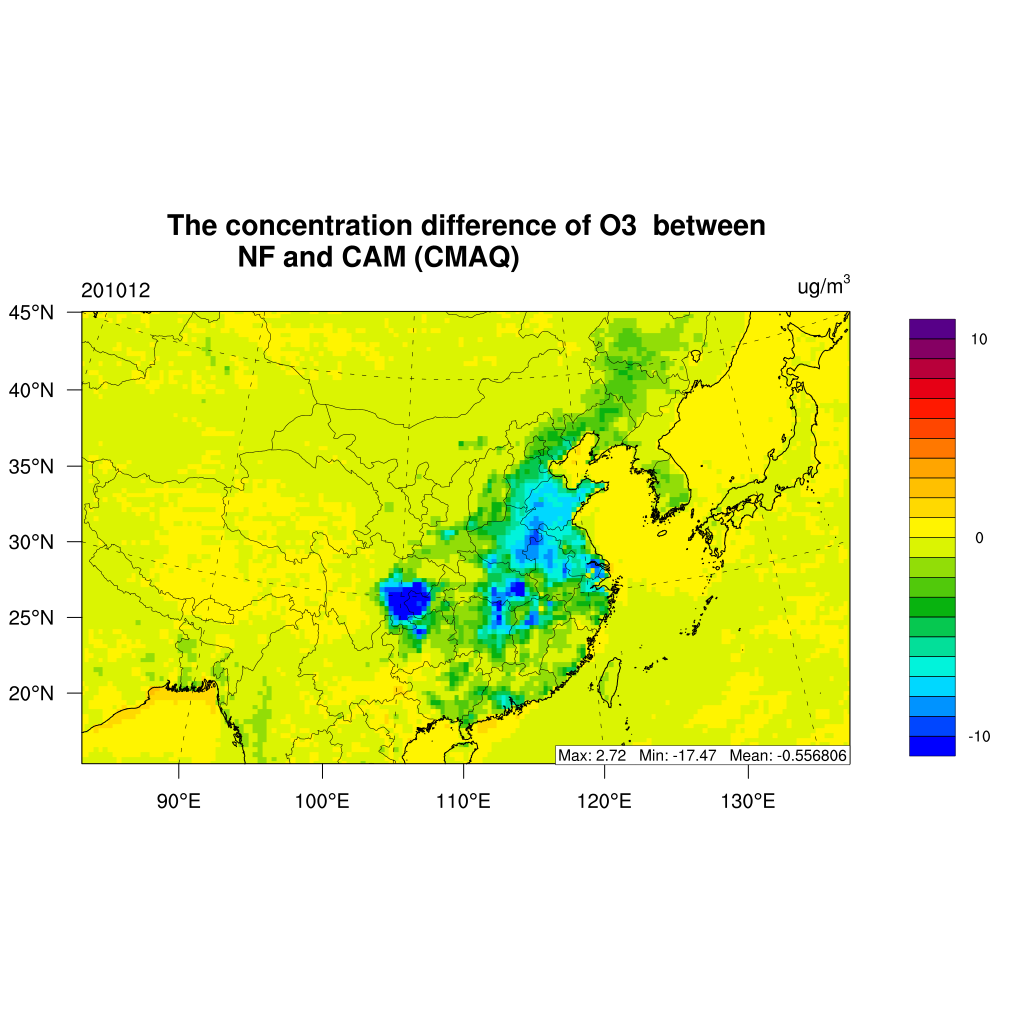 The concentration difference of O3  between
NF and CAM (CMAQ)
201012
ug/m³
45°N
40°N
35°N
30°N
25°N
20°N
90°E
100°E
110°E
120°E
130°E
Max: 2.72   Min: -17.47   Mean: -0.556806
10
0
-10